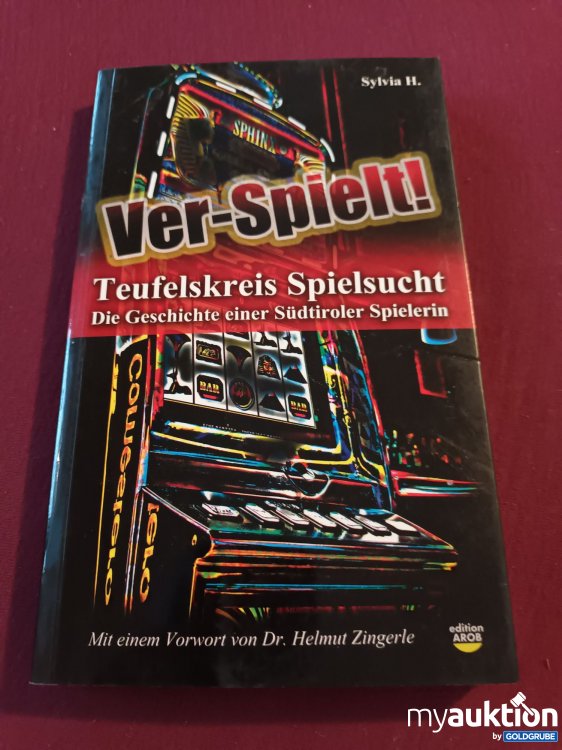 Sylvia H.
SPHINX
Ver-Spielt!
Teufelskreis Spielsucht
Die Geschichte einer Südtiroler Spielerin
BAR
BAR
Mit einem Vorwort von Dr. Helmut Zingerle
edition
AROB
myauktion
by GOLDGRUBE